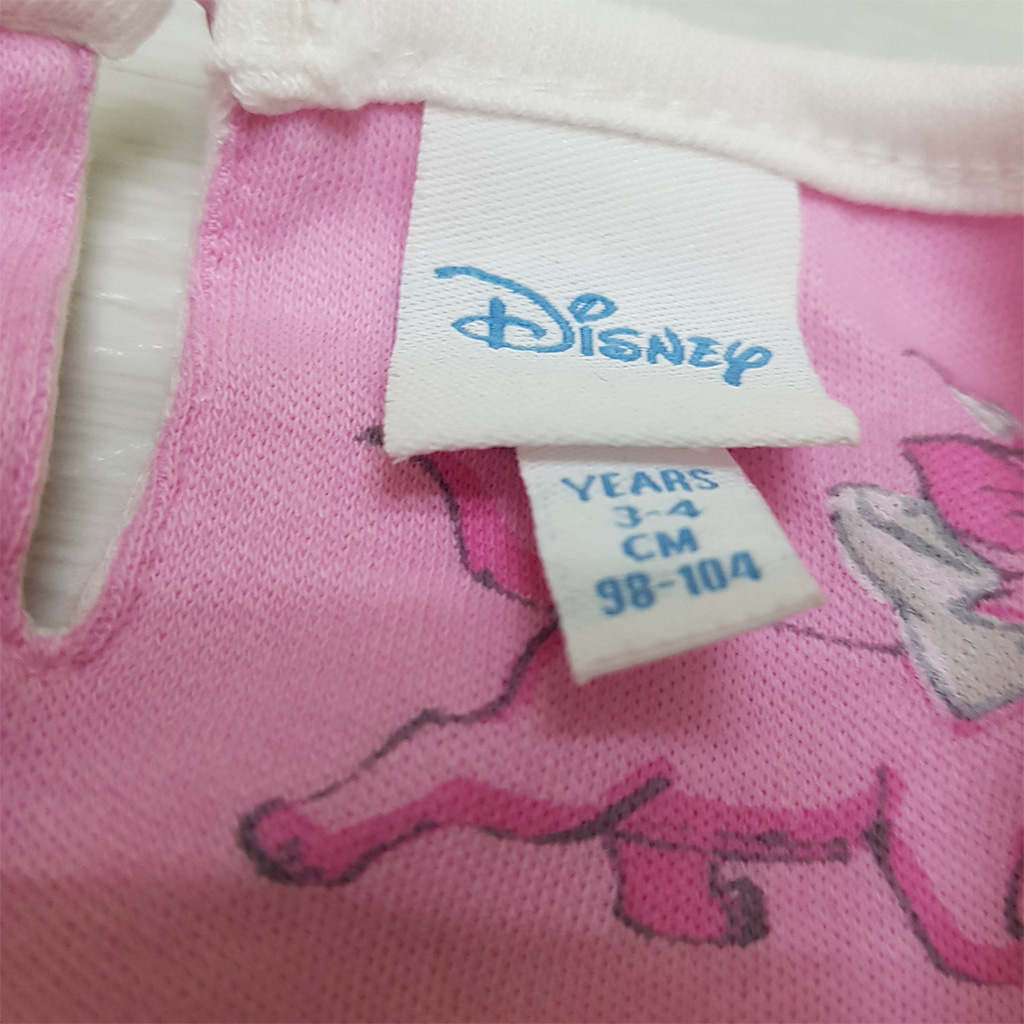 Disney
YEARS
3-4
CM
98-104